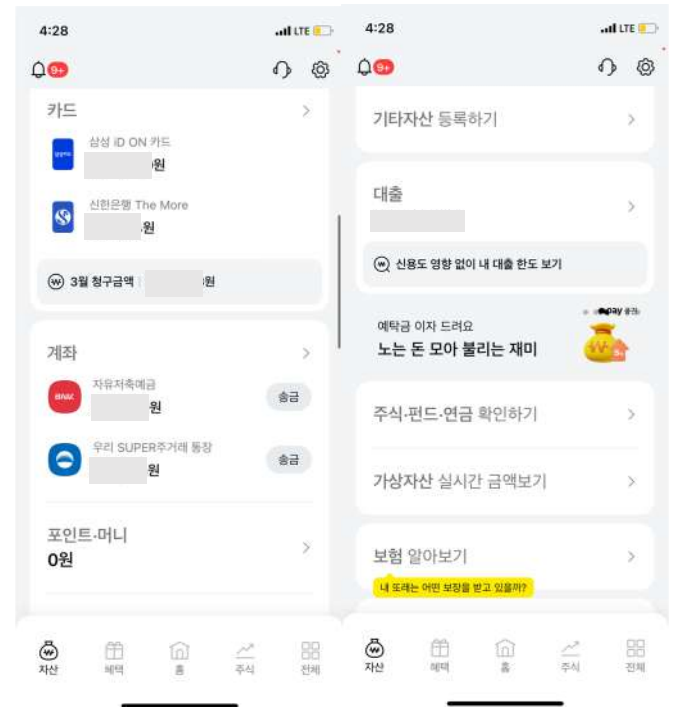 4:28
LTE
9+
카드
삼성 iD ON 카드
원
신한은행 The More
원
3월 청구금액
원
계좌
BNK
자유저축예금
원
송금
우리 SUPER주거래 통장
원
송금
포인트·머니
0원
자산
혜택
홈
주식
전체
4:28
LTE
9+
기타자산 등록하기
대출
신용도 영향 없이 내 대출 한도 보기
pay 증권
예탁금 이자 드려요
노는 돈 모아 불리는 재미
주식·펀드·연금 확인하기
가상자산 실시간 금액보기
보험 알아보기
내 또래는 어떤 보장을 받고 있을까?
자산
혜택
홈
주식
전체